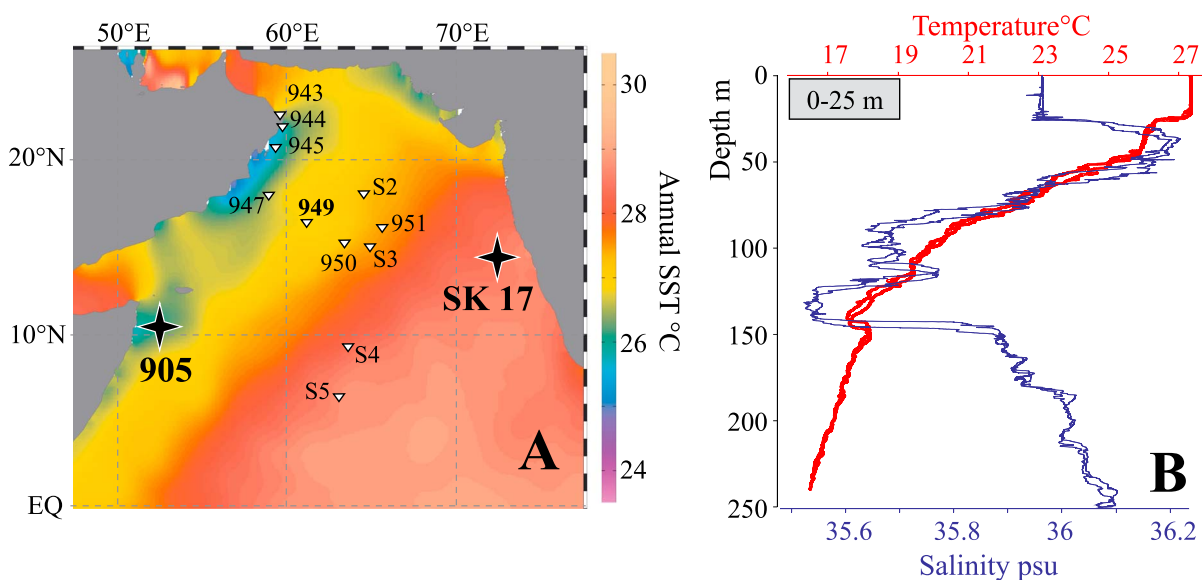 50°E 60°E 70°E
943
944
945
20°N
947
949
S2
951
950
S3
SK 17
10°N
905
S4
S5
EQ
A
30
28
26
24
Annual SST °C
Temperature°C
17 19 21 23 25 27
Depth m
0
50
100
150
200
250
0-25 m
B
35.6 35.8 36 36.2
Salinity psu